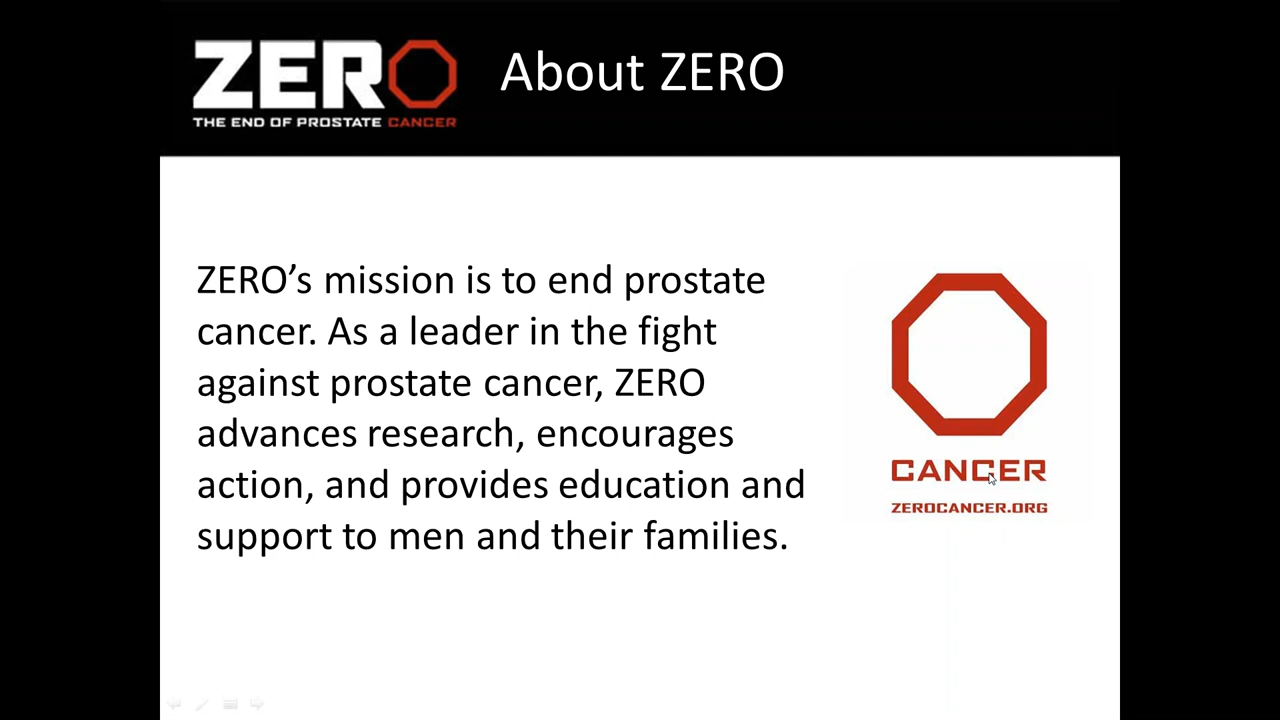 ZERO
THE END OF PROSTATE CANCER
About ZERO
ZERO’s mission is to end prostate
cancer. As a leader in the fight
against prostate cancer, ZERO
advances research, encourages
action, and provides education and
support to men and their families.
CANCER
ZEROCANCER.ORG